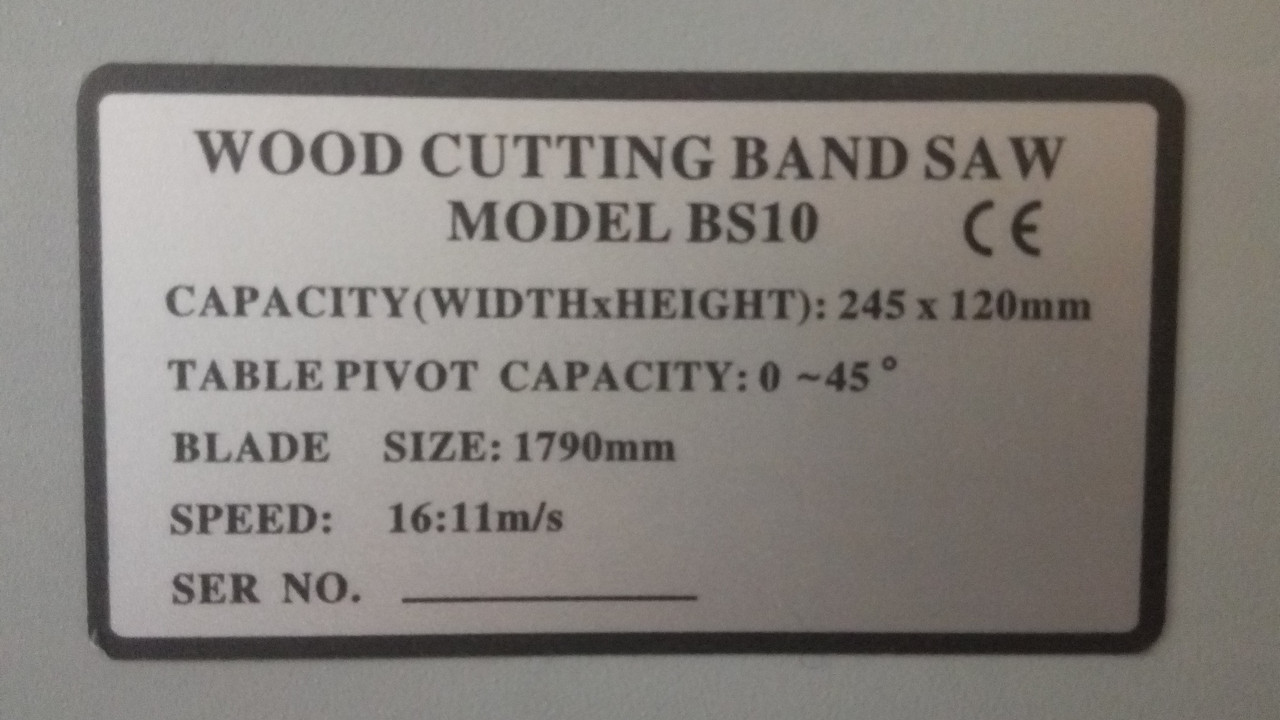 WOOD CUTTING BAND SAW
MODEL BS10 CE
CAPACITY(WIDTHxHEIGHT): 245 x 120mm
TABLE PIVOT CAPACITY: 0 ~45°
BLADE SIZE: 1790mm
SPEED: 16:11m/s
SER NO.